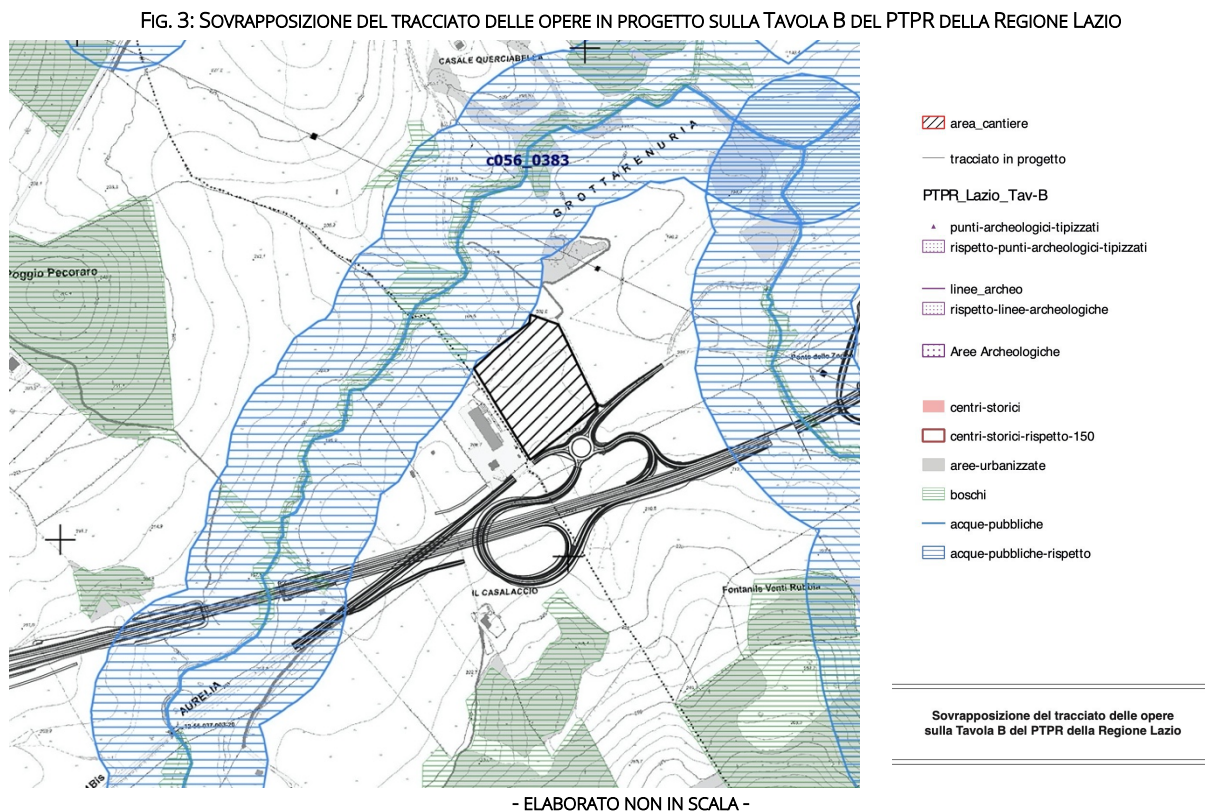 FIG. 3: SOVRAPPOSIZIONE DEL TRACCIATO DELLE OPERE IN PROGETTO SULLA TAVOLA B DEL PTPR DELLA REGIONE LAZIO
CASALE QUERCIABELLA
c056_0383
GROTTARENURIA
Poggio Pecoraro
IL CASALACCIO
Fontanile Venti Rubbia
AURELIA
Bis
area_cantiere
tracciato in progetto
PTPR_Lazio_Tav-B
punti-archeologici-tipizzati
rispetto-punti-archeologici-tipizzati
linee_archeo
rispetto-linee-archeologiche
Aree Archeologiche
centri-storici
centri-storici-rispetto-150
aree-urbanizzate
boschi
acque-pubbliche
acque-pubbliche-rispetto
Sovrapposizione del tracciato delle opere
sulla Tavola B del PTPR della Regione Lazio
- ELABORATO NON IN SCALA -